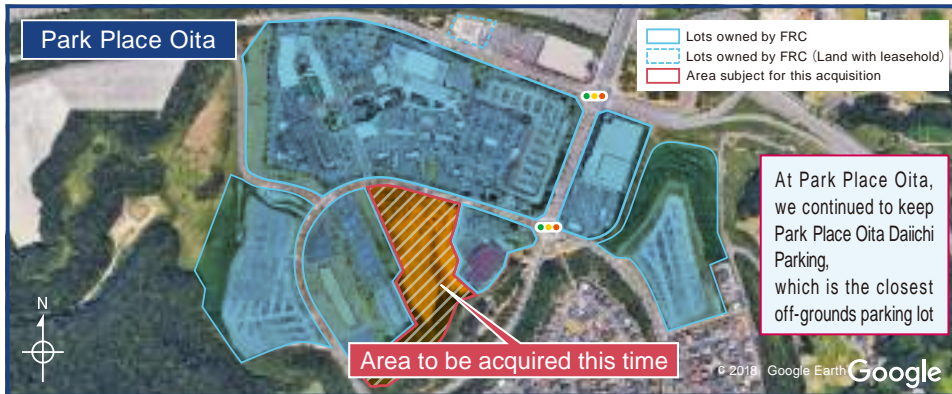 Park Place Oita
Lots owned by FRC
Lots owned by FRC (Land with leasehold)
Area subject for this acquisition
At Park Place Oita,
we continued to keep
Park Place Oita Daiichi
Parking,
which is the closest
off-grounds parking lot
N
Area to be acquired this time
© 2018 Google Earth Google